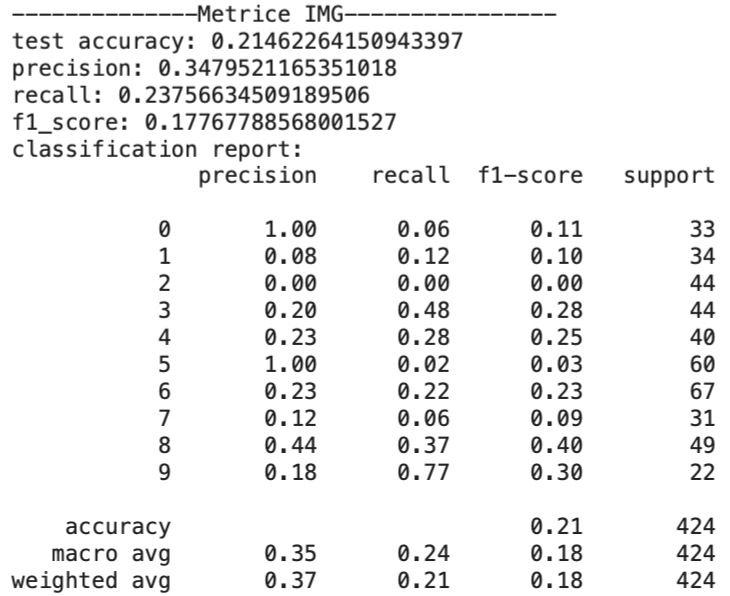 --------------Metrice IMG----------------
test accuracy: 0.21462264150943397
precision: 0.3479521165351018
recall: 0.23756634509189506
f1_score: 0.17767788568001527
classification report:
              precision    recall  f1-score   support

           0       1.00      0.06      0.11        33
           1       0.08      0.12      0.10        34
           2       0.00      0.00      0.00        44
           3       0.20      0.48      0.28        44
           4       0.23      0.28      0.25        40
           5       1.00      0.02      0.03        60
           6       0.23      0.22      0.23        67
           7       0.12      0.06      0.09        31
           8       0.44      0.37      0.40        49
           9       0.18      0.77      0.30        22

    accuracy                           0.21       424
   macro avg       0.35      0.24      0.18       424
weighted avg       0.37      0.21      0.18       424